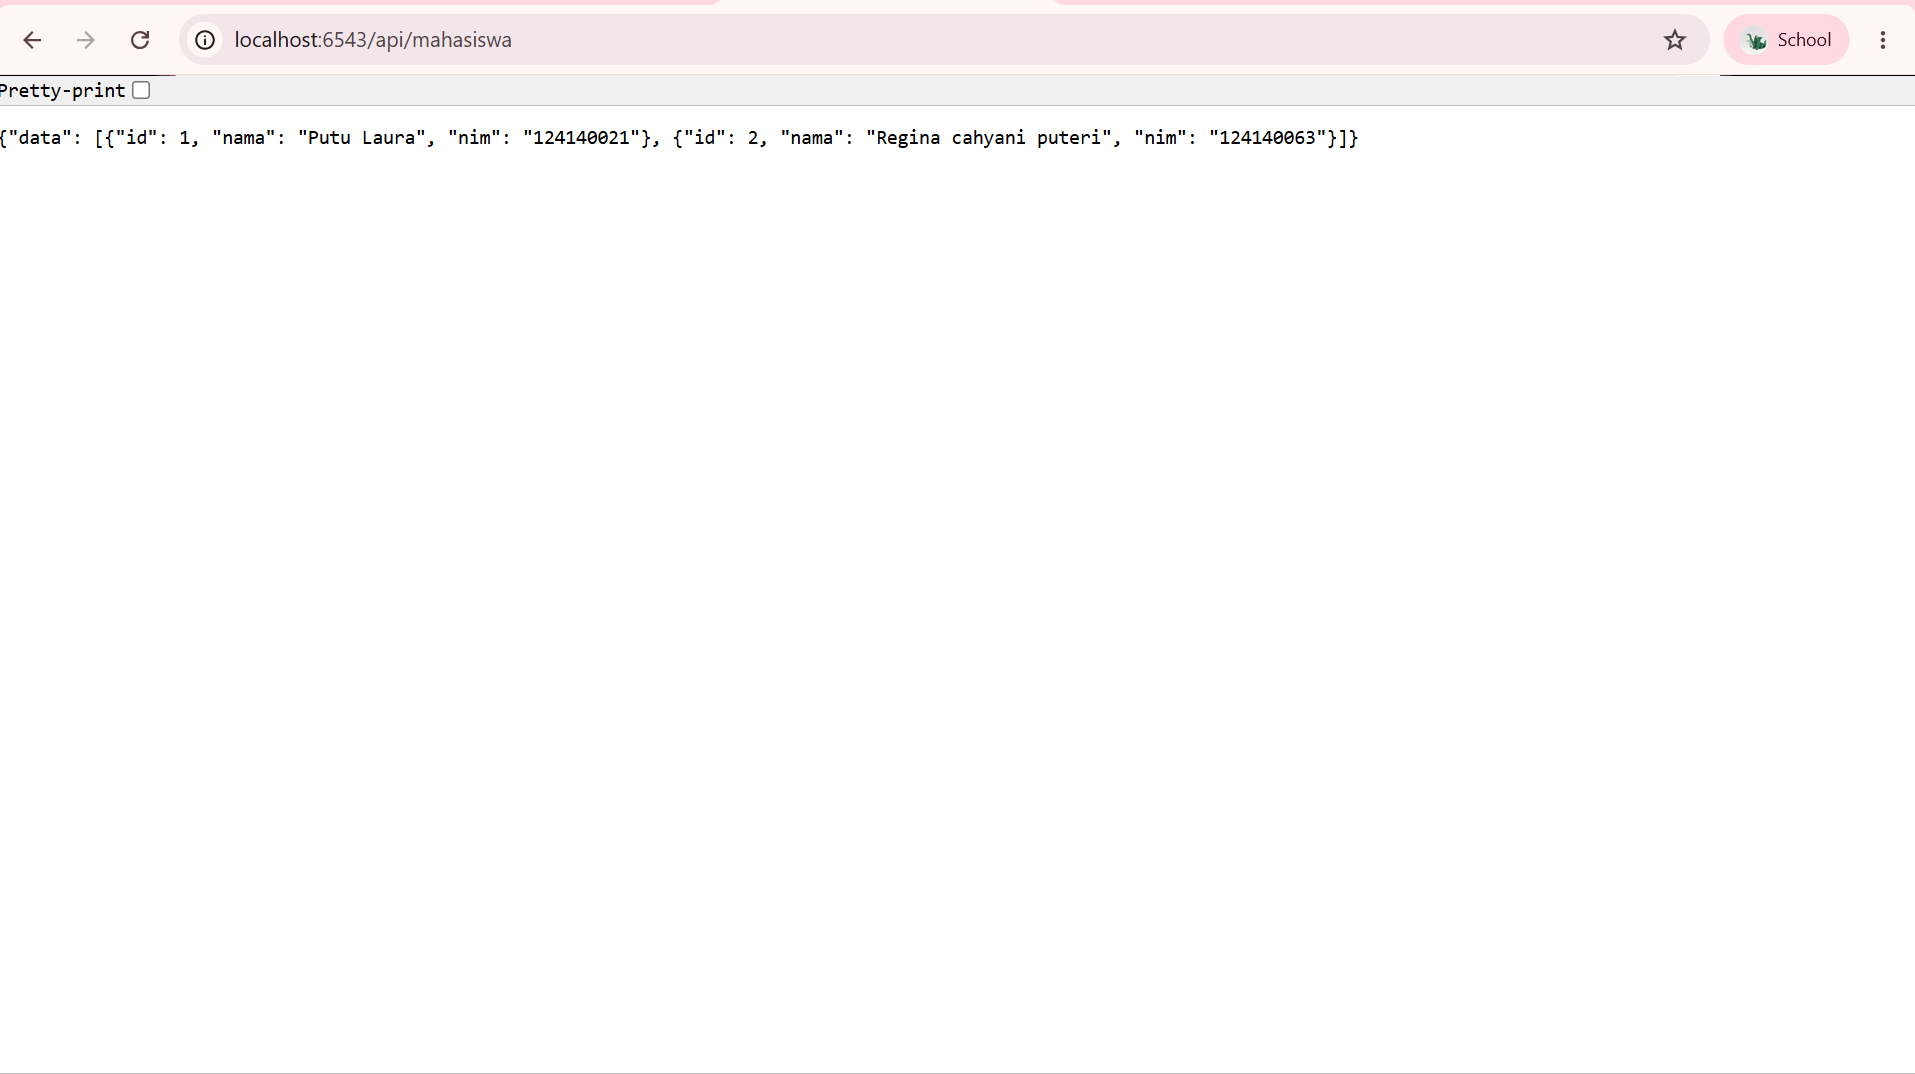 localhost:6543/api/mahasiswa
School
Pretty-print
{"data": [{"id": 1, "nama": "Putu Laura", "nim": "124140021"}, {"id": 2, "nama": "Regina cahyani puteri", "nim": "124140063"}]}